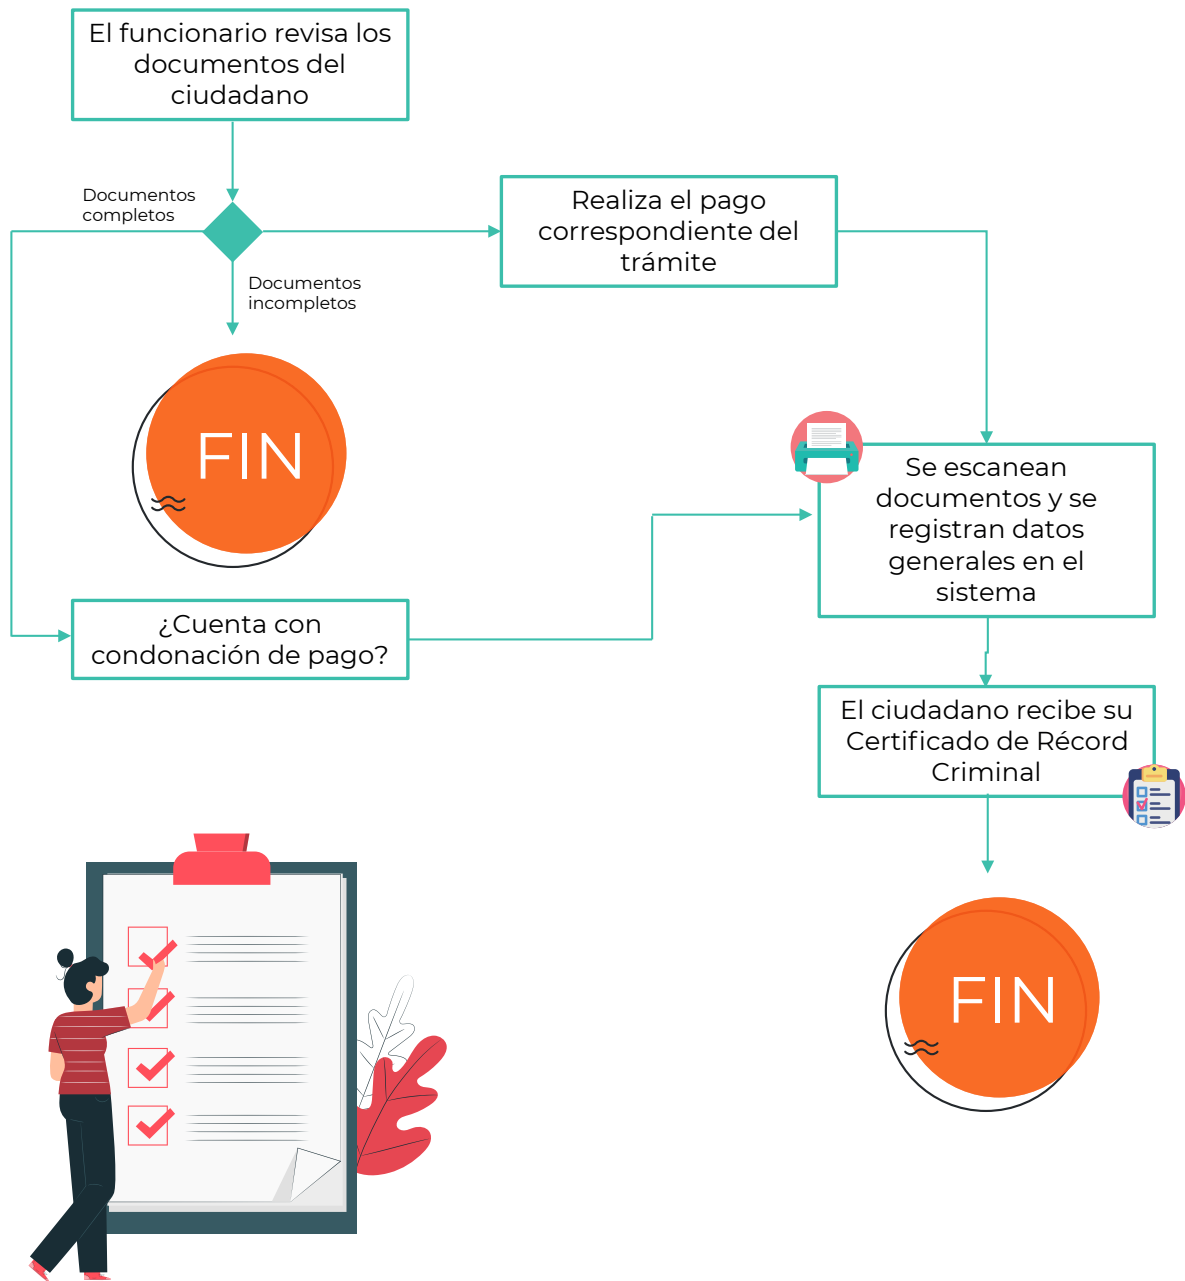 El funcionario revisa los
documentos del
ciudadano
Documentos
completos
Realiza el pago
correspondiente del
trámite
Documentos
incompletos
FIN
Se escanean
documentos y se
registran datos
generales en el
sistema
¿Cuenta con
condonación de pago?
El ciudadano recibe su
Certificado de Récord
Criminal
FIN